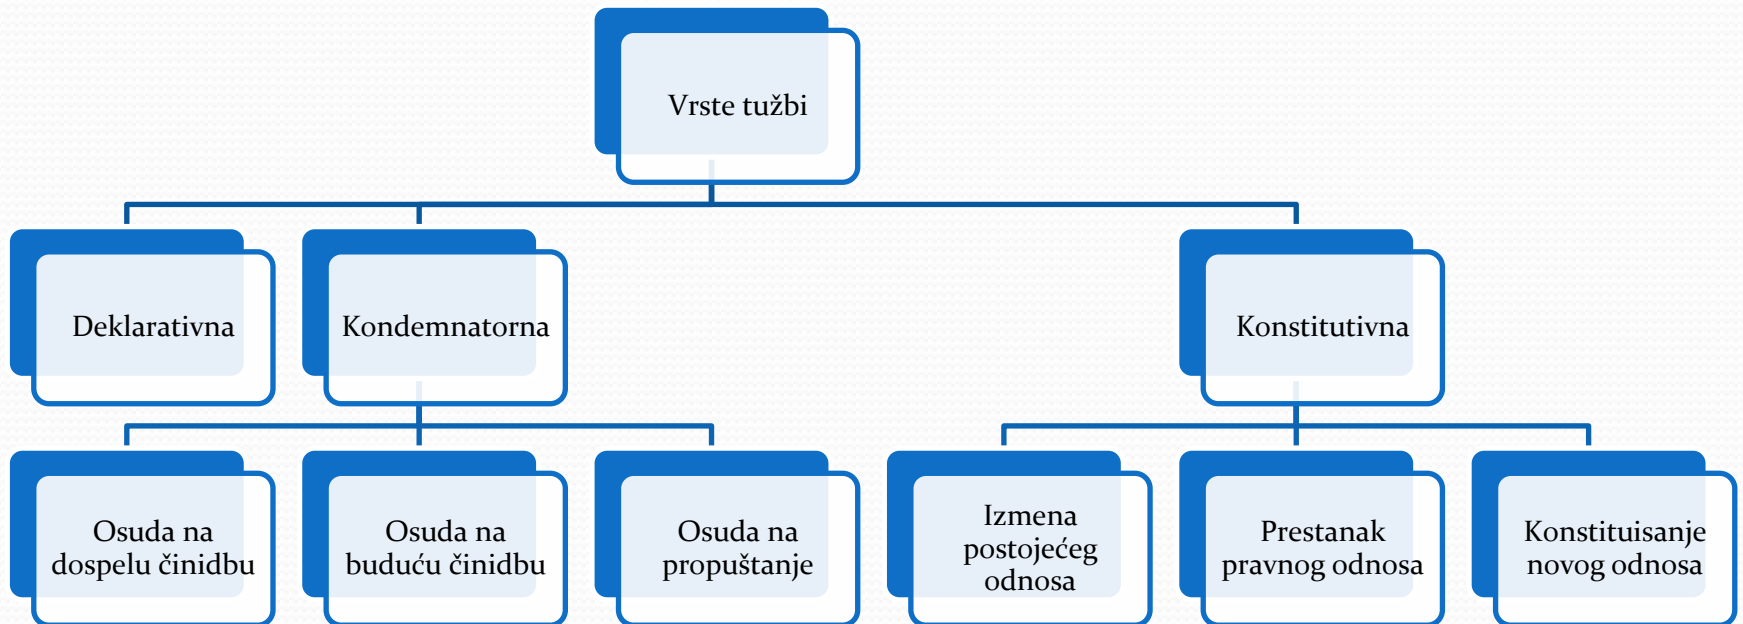 Vrste tužbi
Deklarativna
Kondemnatorna
Konstitutivna
Osuda na
dospelu činidbu
Osuda na
buduću činidbu
Osuda na
propuštanje
Izmena
postojećeg
odnosa
Prestanak
pravnog odnosa
Konstituisanje
novog odnosa